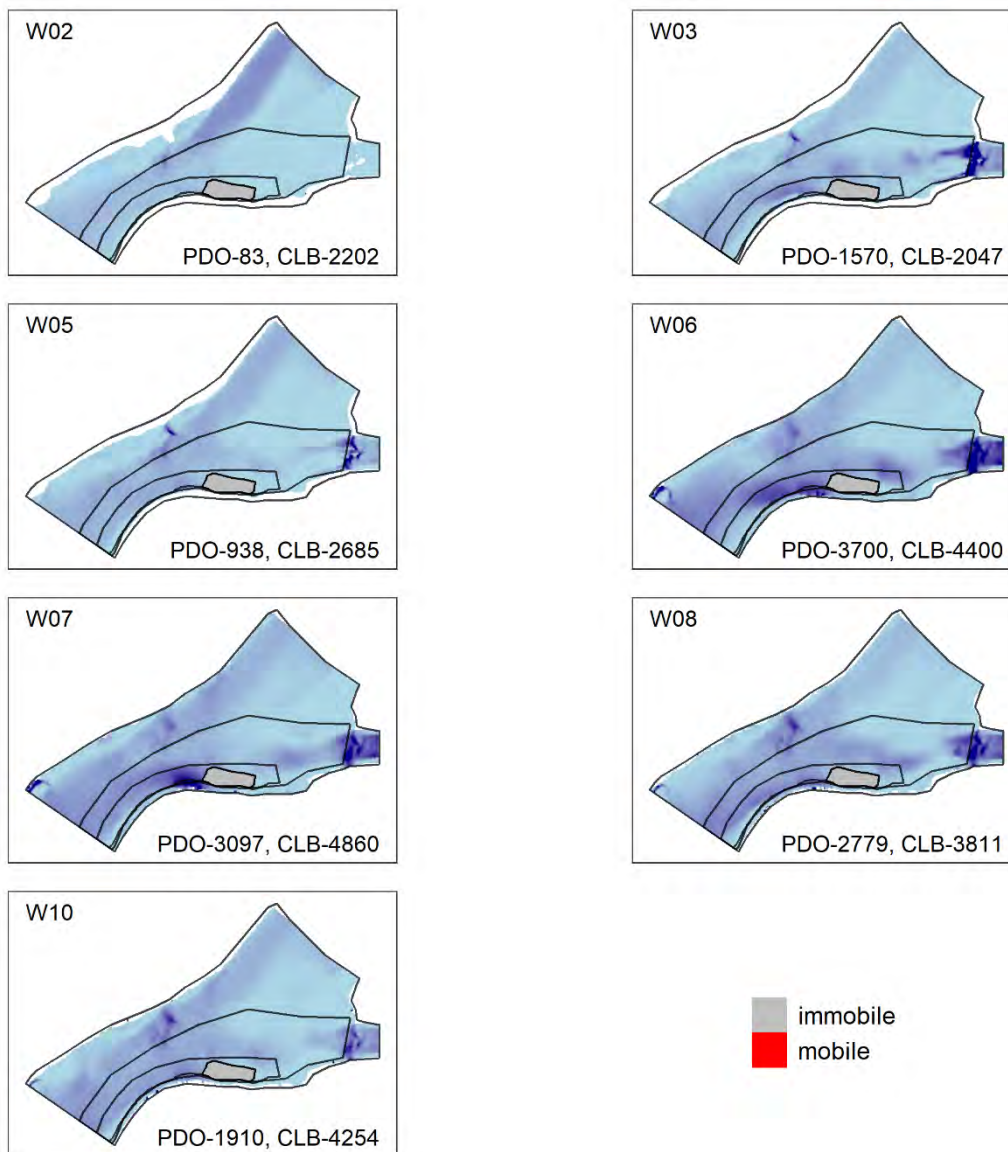 W02
PDO-83, CLB-2202
W03
PDO-1570, CLB-2047
W05
PDO-938, CLB-2685
W06
PDO-3700, CLB-4400
W07
PDO-3097, CLB-4860
W08
PDO-2779, CLB-3811
W10
PDO-1910, CLB-4254
immobile
mobile